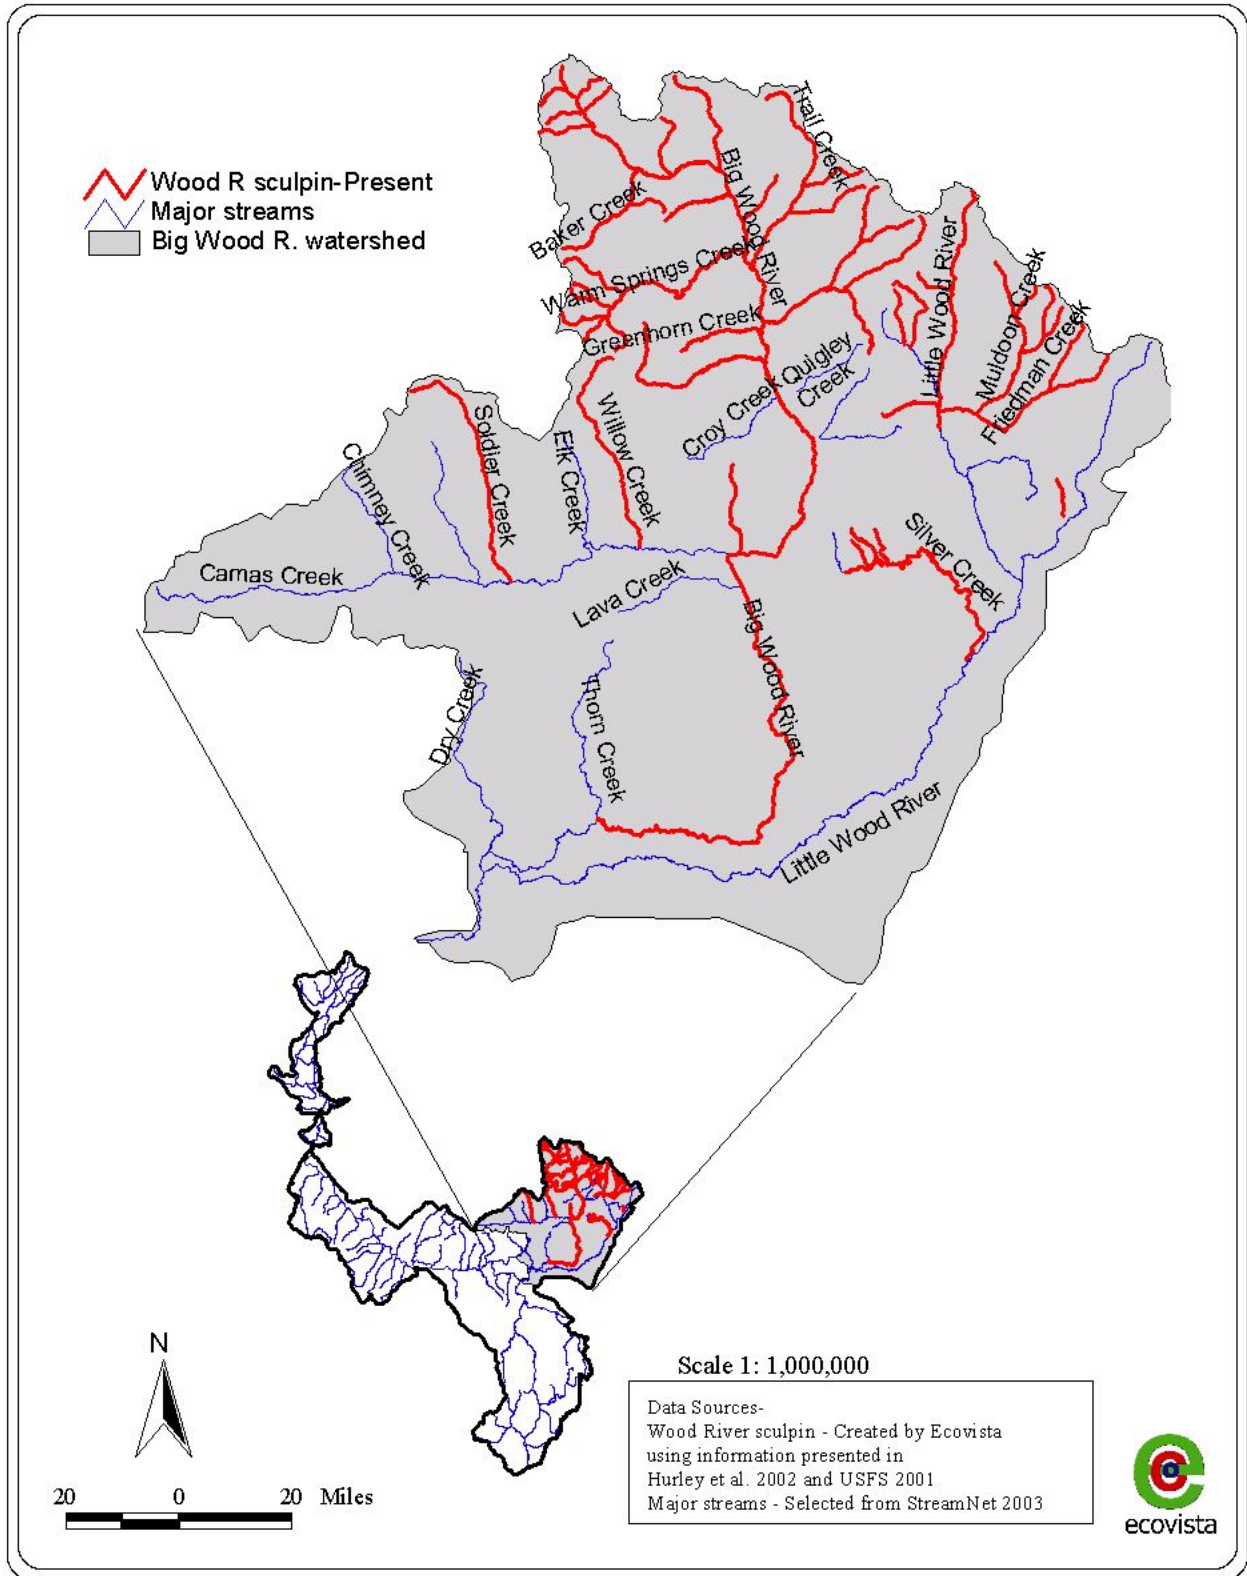 Wood R sculpin-Present
Major streams
Big Wood R. watershed
Trail Creek
Big Wood River
Baker Creek
Warm Springs Creek
Greenhorn Creek
Little Wood River
Muldoon Creek
Friedman Creek
Quigley
Creek
Croy Creek
Willow Creek
Elk Creek
Soldier Creek
Chimney Creek
Camas Creek
Lava Creek
Silver Creek
Big Wood River
Thorn Creek
Dry Creek
Little Wood River
N
Scale 1: 1,000,000
20 0 20 Miles
Data Sources-
Wood River sculpin - Created by Ecovista
using information presented in
Hurley et al. 2002 and USFS 2001
Major streams - Selected from StreamNet 2003
ecovista